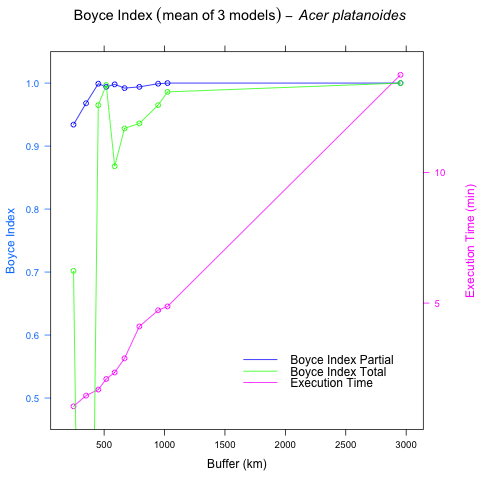 Boyce Index (mean of 3 models) – Acer platanoides
1.0
0.9
0.8
0.7
0.6
0.5
Boyce Index
10
5
Execution Time (min)
Boyce Index Partial
Boyce Index Total
Execution Time
500 1000 1500 2000 2500 3000
Buffer (km)